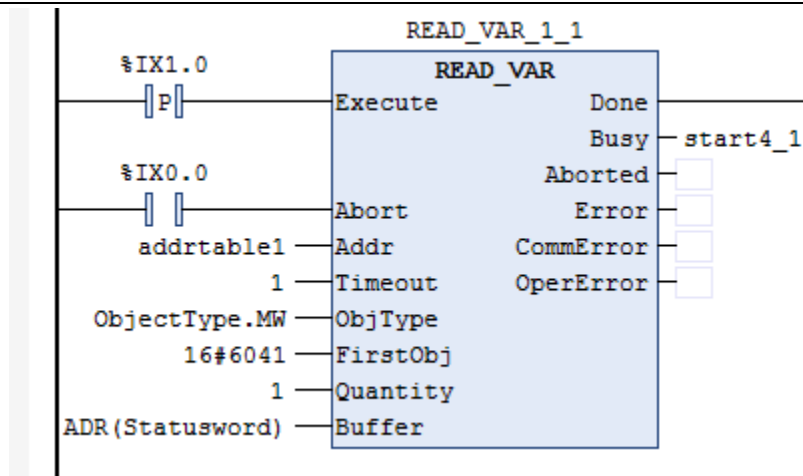 READ_VAR_1_1
%IX1.0 READ_VAR
P Execute Done
Busy start4_1
%IX0.0 Aborted
Abort Error
addrtable1 Addr CommError
1 Timeout OperError
ObjectType.MW ObjType
16#6041 FirstObj
1 Quantity
ADR(Statusword) Buffer